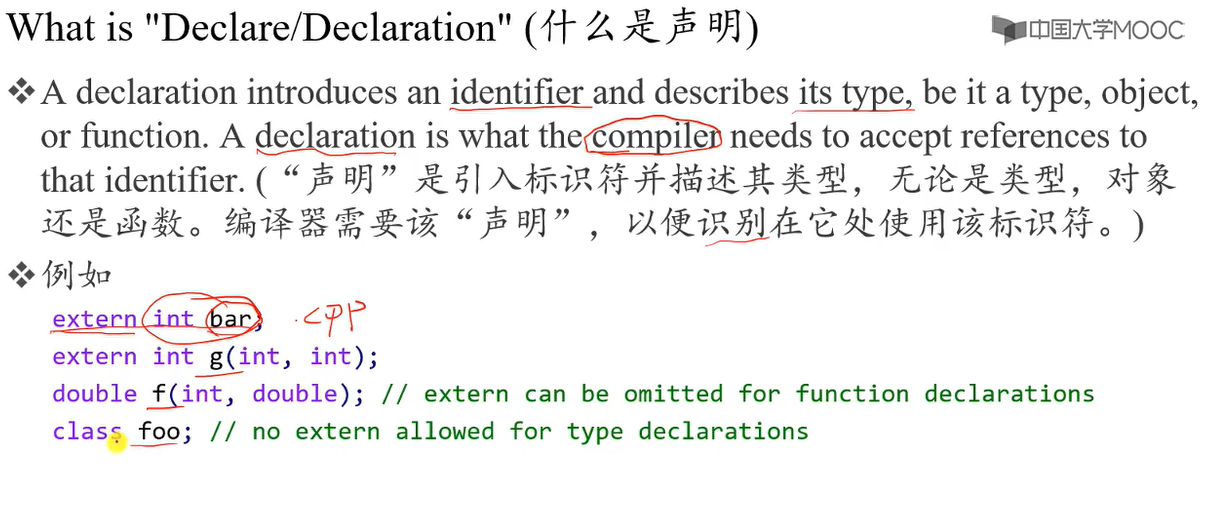 What is "Declare/Declaration" (什么是声明)
中国大学MOOC
❖A declaration introduces an identifier and describes its type, be it a type, object,
or function. A declaration is what the compiler needs to accept references to
that identifier. (“声明”是引入标识符并描述其类型，无论是类型，对象
还是函数。编译器需要该“声明”，以便识别在它处使用该标识符。)
❖例如
extern int bar; .cpp
extern int g(int, int);
double f(int, double); // extern can be omitted for function declarations
class foo; // no extern allowed for type declarations